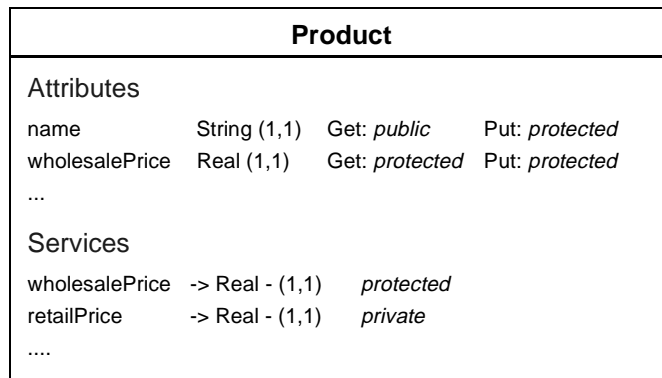 Product
Attributes
name String (1,1) Get: public Put: protected
wholesalePrice Real (1,1) Get: protected Put: protected
...
Services
wholesalePrice -> Real - (1,1) protected
retailPrice -> Real - (1,1) private
....